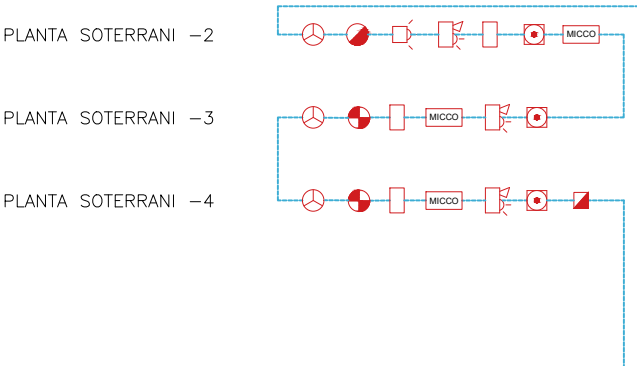 PLANTA SOTERRANI -2 MICCO
PLANTA SOTERRANI -3 MICCO
PLANTA SOTERRANI -4 MICCO